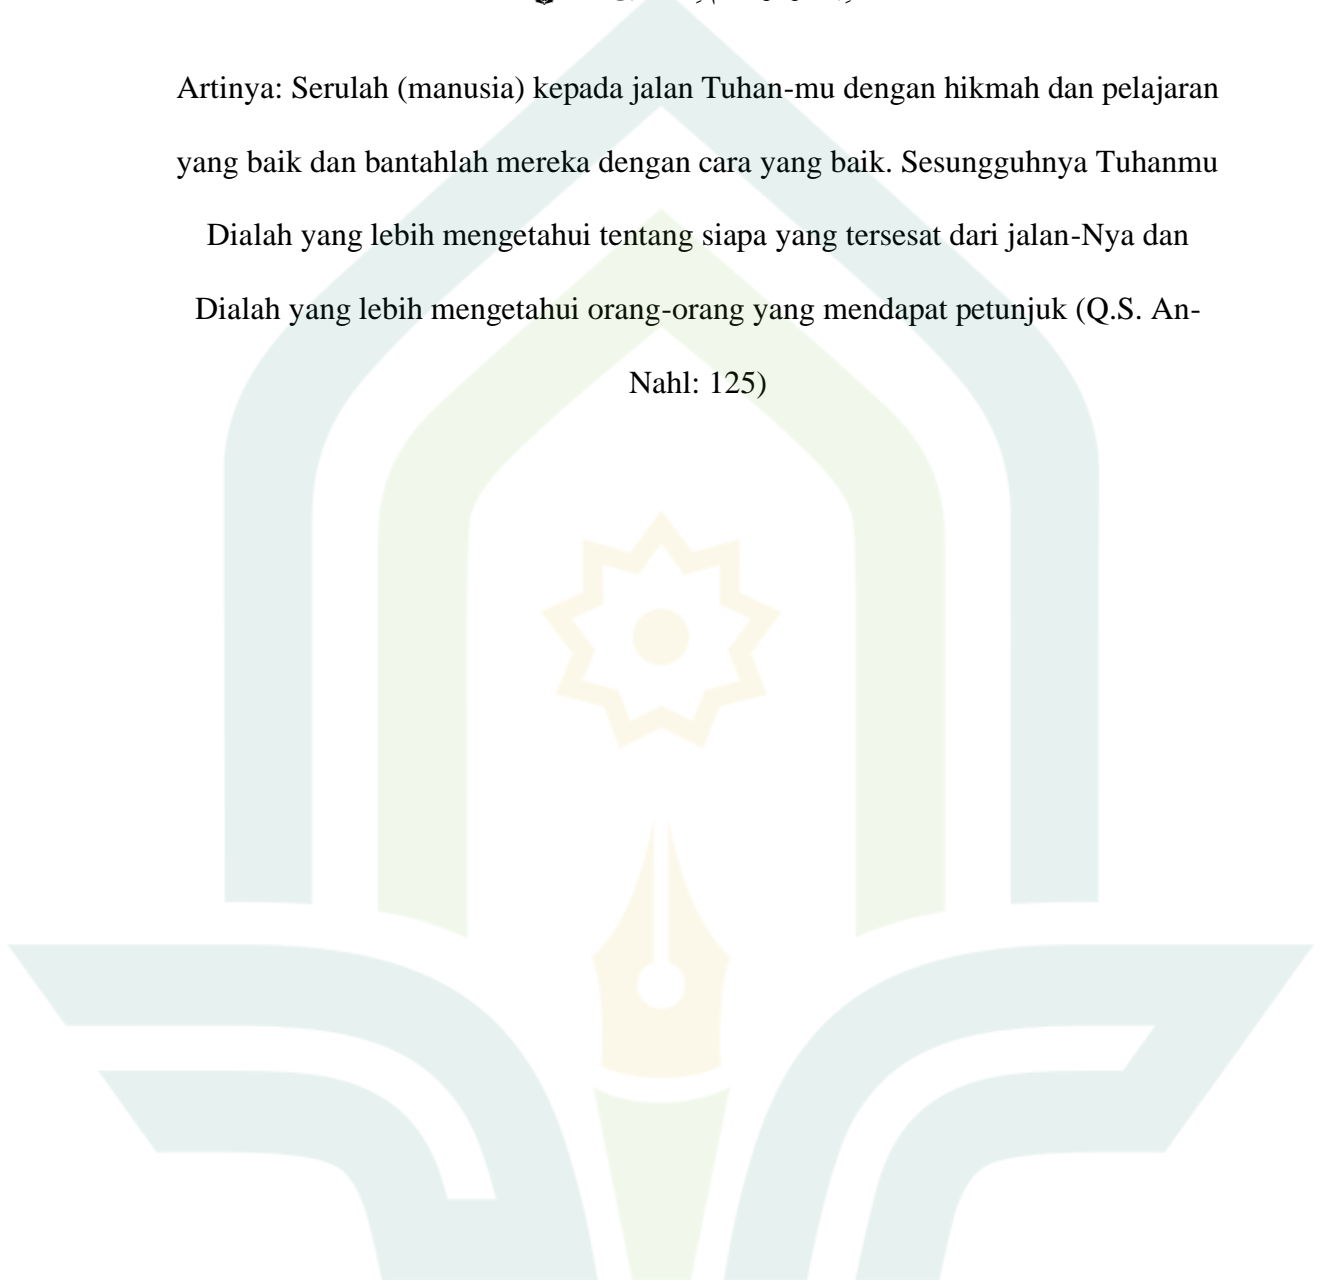 Artinya: Serulah (manusia) kepada jalan Tuhan-mu dengan hikmah dan pelajaran
yang baik dan bantahlah mereka dengan cara yang baik. Sesungguhnya Tuhanmu
Dialah yang lebih mengetahui tentang siapa yang tersesat dari jalan-Nya dan
Dialah yang lebih mengetahui orang-orang yang mendapat petunjuk (Q.S. An-
Nahl: 125)